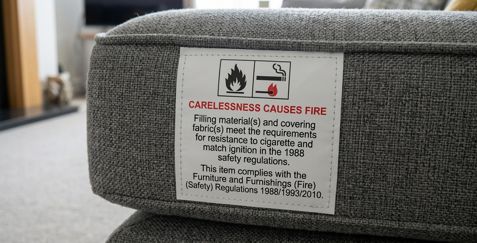 CARELESSNESS CAUSES FIRE
Filling material(s) and covering
fabric(s) meet the requirements
for resistance to cigarette and
match ignition in the 1988
safety regulations.
This item complies with the
Furniture and Furnishings (Fire)
(Safety) Regulations 1988/1993/2010.